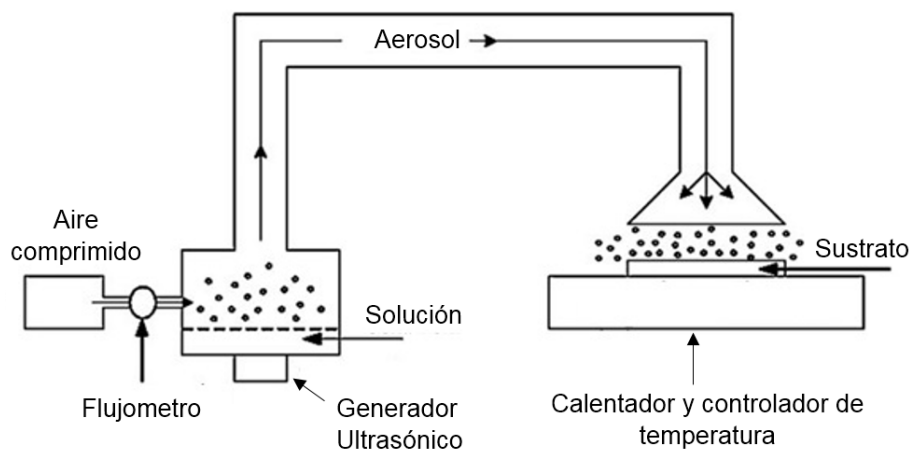 Aerosol
Aire
comprimido
Sustrato
Solución
Flujometro
Generador
Ultrasónico
Calentador y controlador de
temperatura